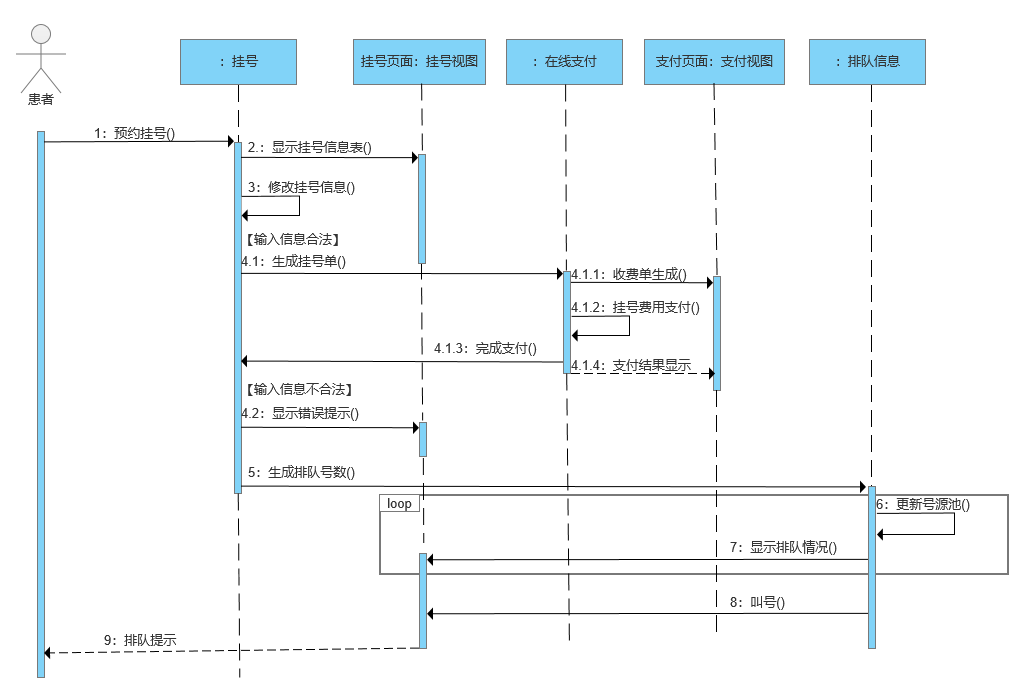 患者
：挂号
挂号页面：挂号视图
：在线支付
支付页面：支付视图
：排队信息
1：预约挂号()
2.：显示挂号信息表()
3：修改挂号信息()
【输入信息合法】
4.1：生成挂号单()
4.1.1：收费单生成()
4.1.2：挂号费用支付()
4.1.3：完成支付()
4.1.4：支付结果显示
【输入信息不合法】
4.2：显示错误提示()
5：生成排队号数()
loop
6：更新号源池()
7：显示排队情况()
8：叫号()
9：排队提示